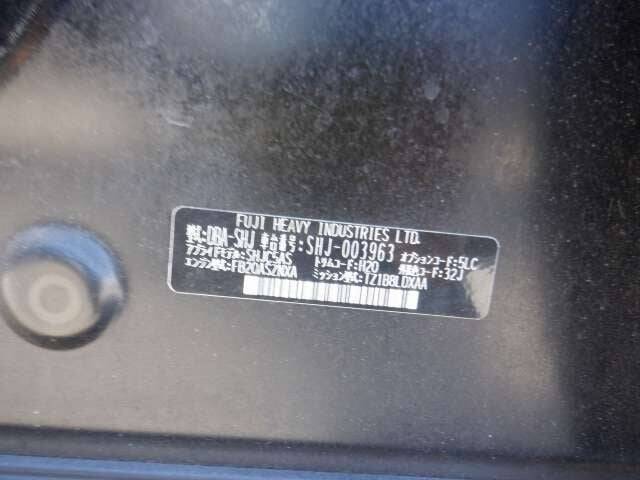 FUJI HEAVY INDUSTRIES LTD.
型式:DBA-SHJ 車台番号:SHJ-003963 オプションコード:5LC
アプライドモデル:SHJC5AS トリムコード:H20 外装色コード:32J
エンジン型式:FB20ASZNXA ミッション型式:TZ1B8LDXAA